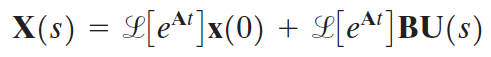 X(s) = ℒ[e^{At}]x(0) + ℒ[e^{At}]BU(s)